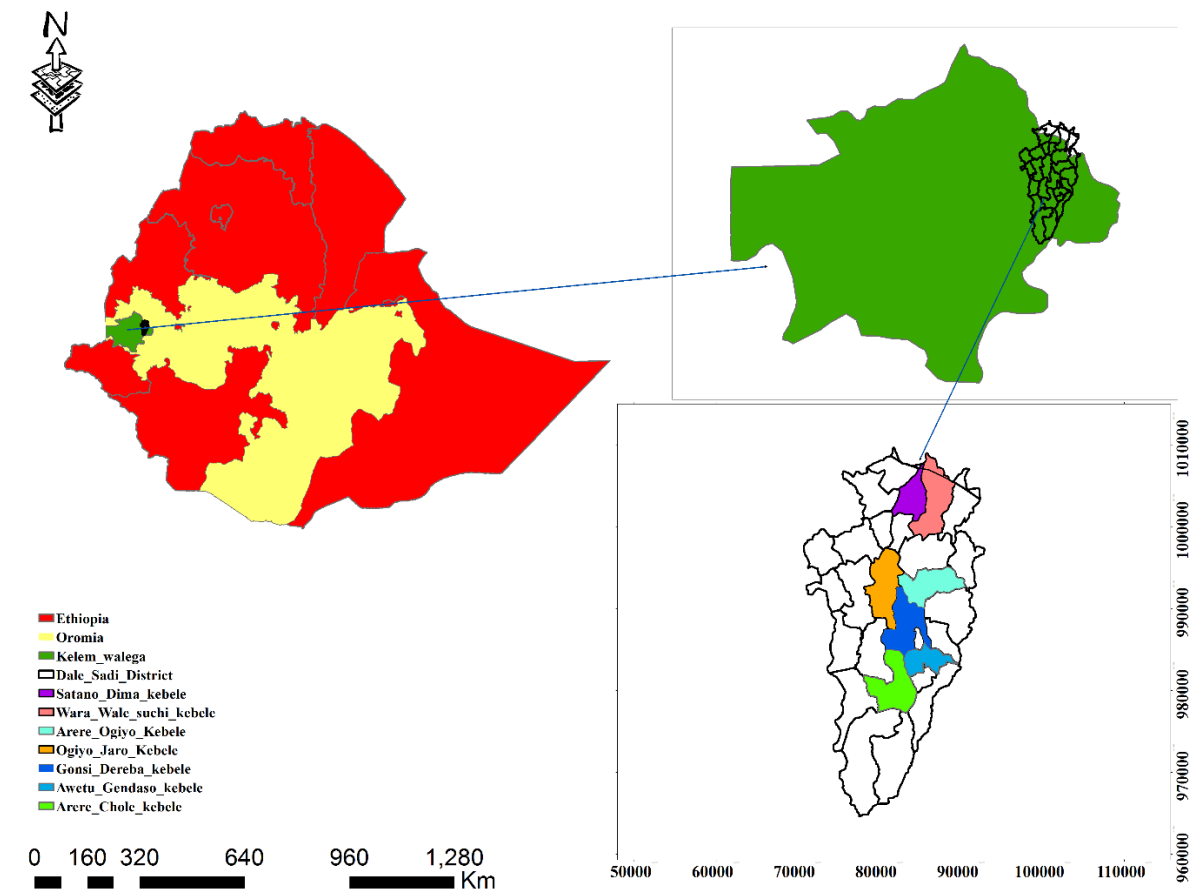 N
Ethiopia
Oromia
Kelem_walega
Dale_Sadi_District
Satano_Dima_kebele
Wara_Wale_suchi_kebele
Arere_Ogiyo_Kebele
Ogiyo_Jaro_Kebele
Gonsi_Dereba_kebele
Awetu_Gendaso_kebele
Arere_Chole_kebele
0 160 320 640 960 1,280
Km
1010000
1000000
990000
980000
970000
960000
50000 60000 70000 80000 90000 100000 110000